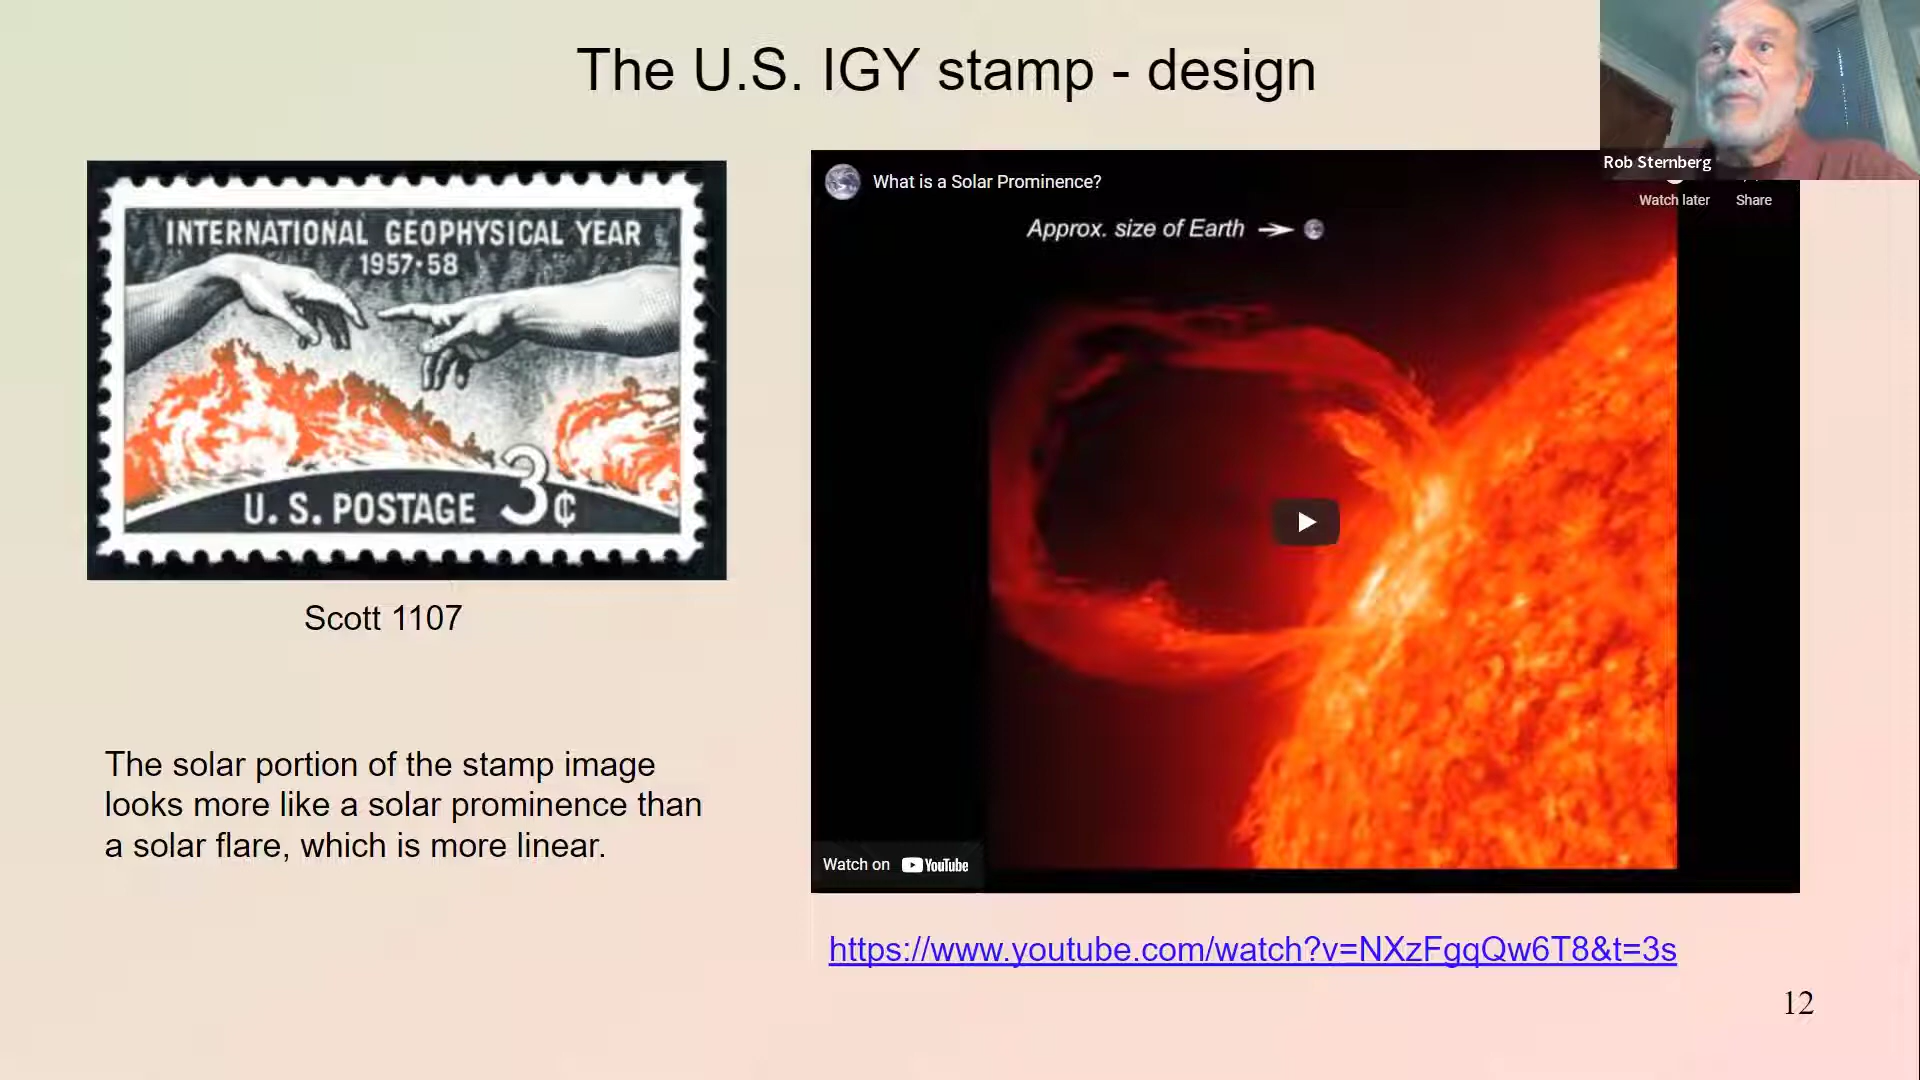 The U.S. IGY stamp - design
Rob Sternberg
INTERNATIONAL GEOPHYSICAL YEAR
1957-58
U. S. POSTAGE 3¢
What is a Solar Prominence?
Watch later Share
Approx. size of Earth
Watch on YouTube
Scott 1107
The solar portion of the stamp image
looks more like a solar prominence than
a solar flare, which is more linear.
https://www.youtube.com/watch?v=NXzFgqQw6T8&t=3s
12